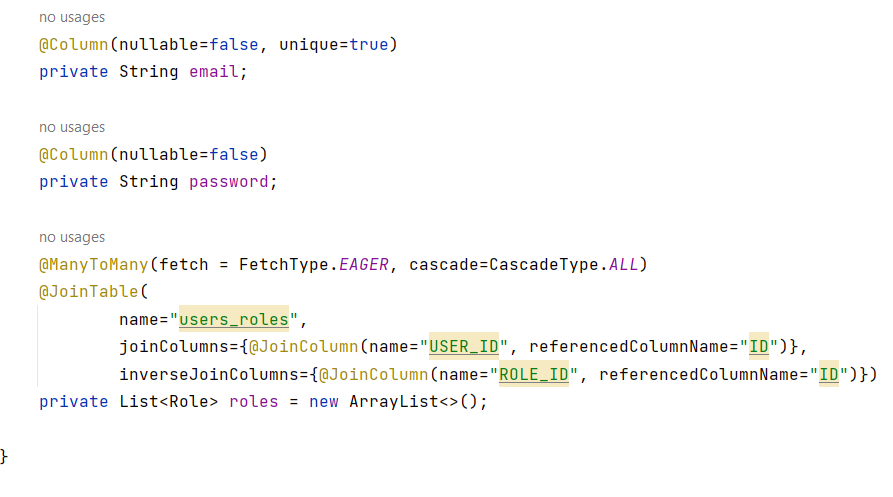 no usages
@Column(nullable=false, unique=true)
private String email;
no usages
@Column(nullable=false)
private String password;
no usages
@ManyToMany(fetch = FetchType.EAGER, cascade=CascadeType.ALL)
@JoinTable(
name="users_roles",
joinColumns={@JoinColumn(name="USER_ID", referencedColumnName="ID")},
inverseJoinColumns={@JoinColumn(name="ROLE_ID", referencedColumnName="ID")})
private List<Role> roles = new ArrayList<>();
}